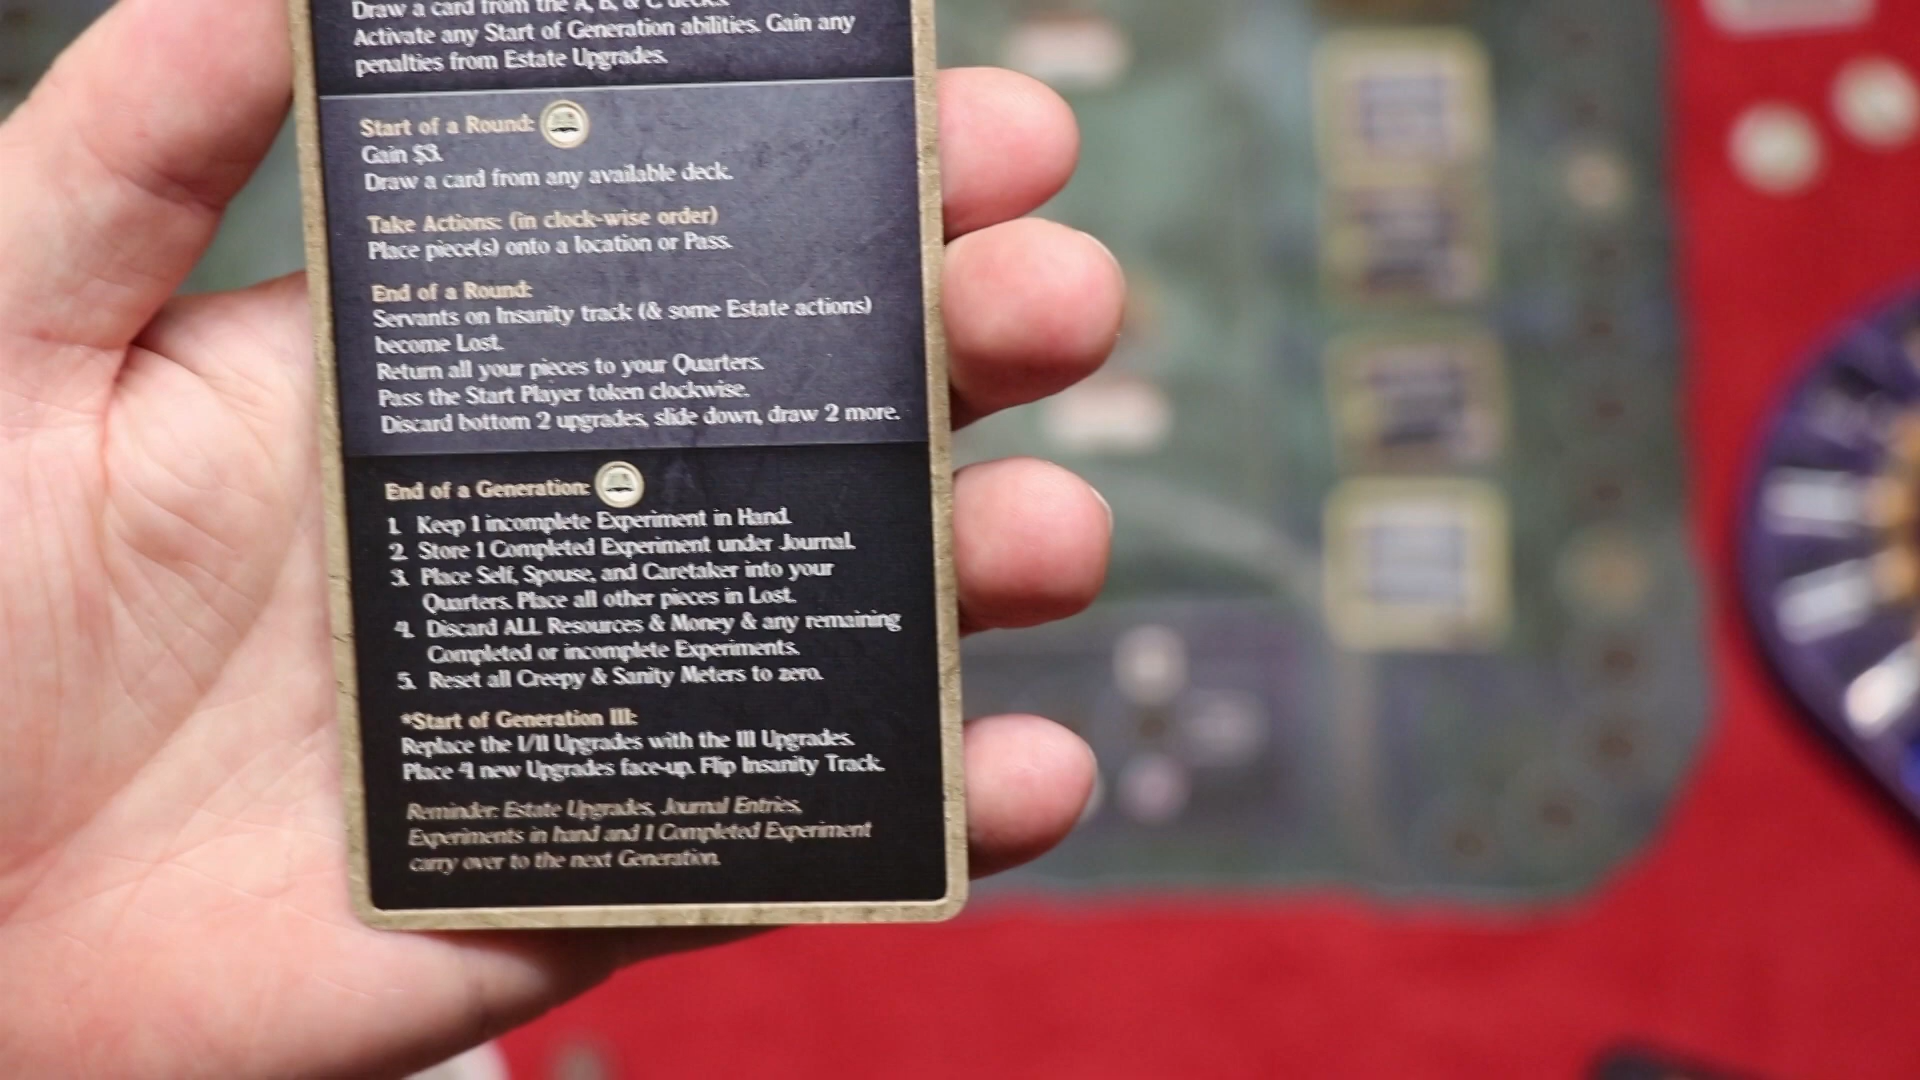 Draw a card from the A, B, & C decks.
Activate any Start of Generation abilities. Gain any
penalties from Estate Upgrades.
Start of a Round:
Gain $3.
Draw a card from any available deck.
Take Actions: (in clock-wise order)
Place piece(s) onto a location or Pass.
End of a Round:
Servants on Insanity track (& some Estate actions)
become Lost.
Return all your pieces to your Quarters.
Pass the Start Player token clockwise.
Discard bottom 2 upgrades, slide down, draw 2 more.
End of a Generation:
1. Keep 1 incomplete Experiment in Hand.
2. Store 1 Completed Experiment under Journal.
3. Place Self, Spouse, and Caretaker into your
Quarters. Place all other pieces in Lost.
4. Discard ALL Resources & Money & any remaining
Completed or incomplete Experiments.
5. Reset all Creepy & Sanity Meters to zero.
*Start of Generation III:
Replace the I/II Upgrades with the III Upgrades.
Place 4 new Upgrades face-up. Flip Insanity Track.
Reminder: Estate Upgrades, Journal Entries,
Experiments in hand and 1 Completed Experiment
carry over to the next Generation.